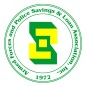 Armed Forces and Police Savings & Loan Association, Inc.
1972